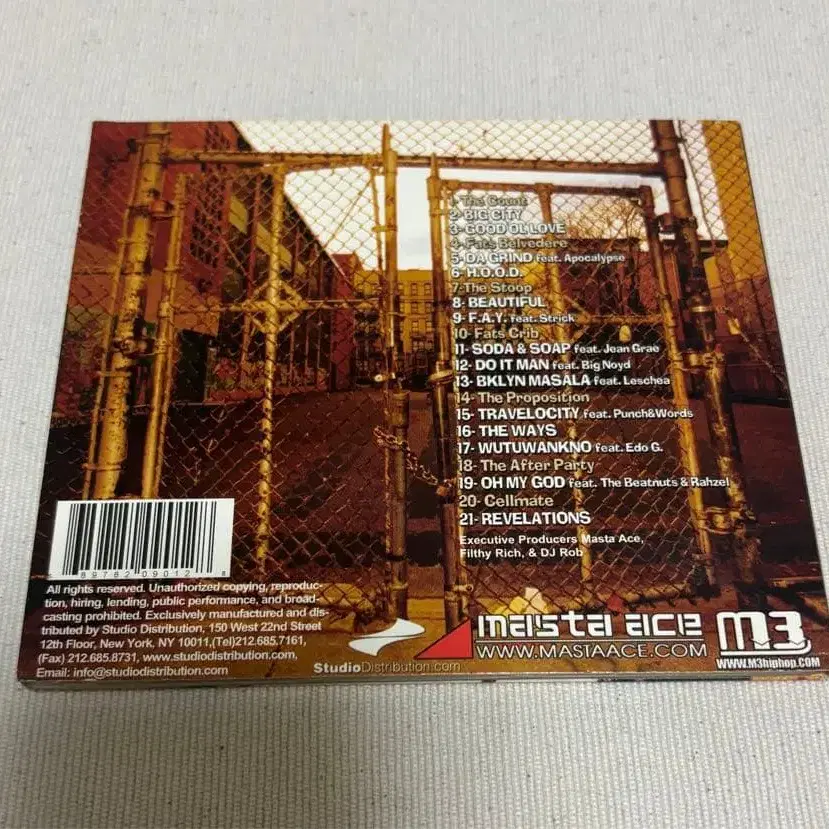 1- The Count
2- BIG CITY
3- GOOD OL LOVE
4- Fats Belvedere
5- DA GRIND feat. Apocalypse
6- H.O.O.D.
7- The Stoop
8- BEAUTIFUL
9- F.A.Y. feat. Strick
10- Fats Crib
11- SODA & SOAP feat. Jean Grae
12- DO IT MAN feat. Big Noyd
13- BKLYN MASALA feat. Leschea
14- The Proposition
15- TRAVELOCITY feat. Punch&Words
16- THE WAYS
17- WUTUWANKNO feat. Edo G.
18- The After Party
19- OH MY GOD feat. The Beatnuts & Rahzel
20- Cellmate
21- REVELATIONS
Executive Producers Masta Ace,
Filthy Rich, & DJ Rob
89782 09012 8
All rights reserved. Unauthorized copying, reproduc-
tion, hiring, lending, public performance, and broad-
casting prohibited. Exclusively manufactured and dis-
tributed by Studio Distribution, 150 West 22nd Street
12th Floor, New York, NY 10011,(Tel)212.685.7161,
(Fax) 212.685.8731, www.studiodistribution.com,
Email: info@studiodistribution.com
StudioDistribution.com
masta ace
WWW.MASTAACE.COM
M3
WWW.M3hiphop.COM